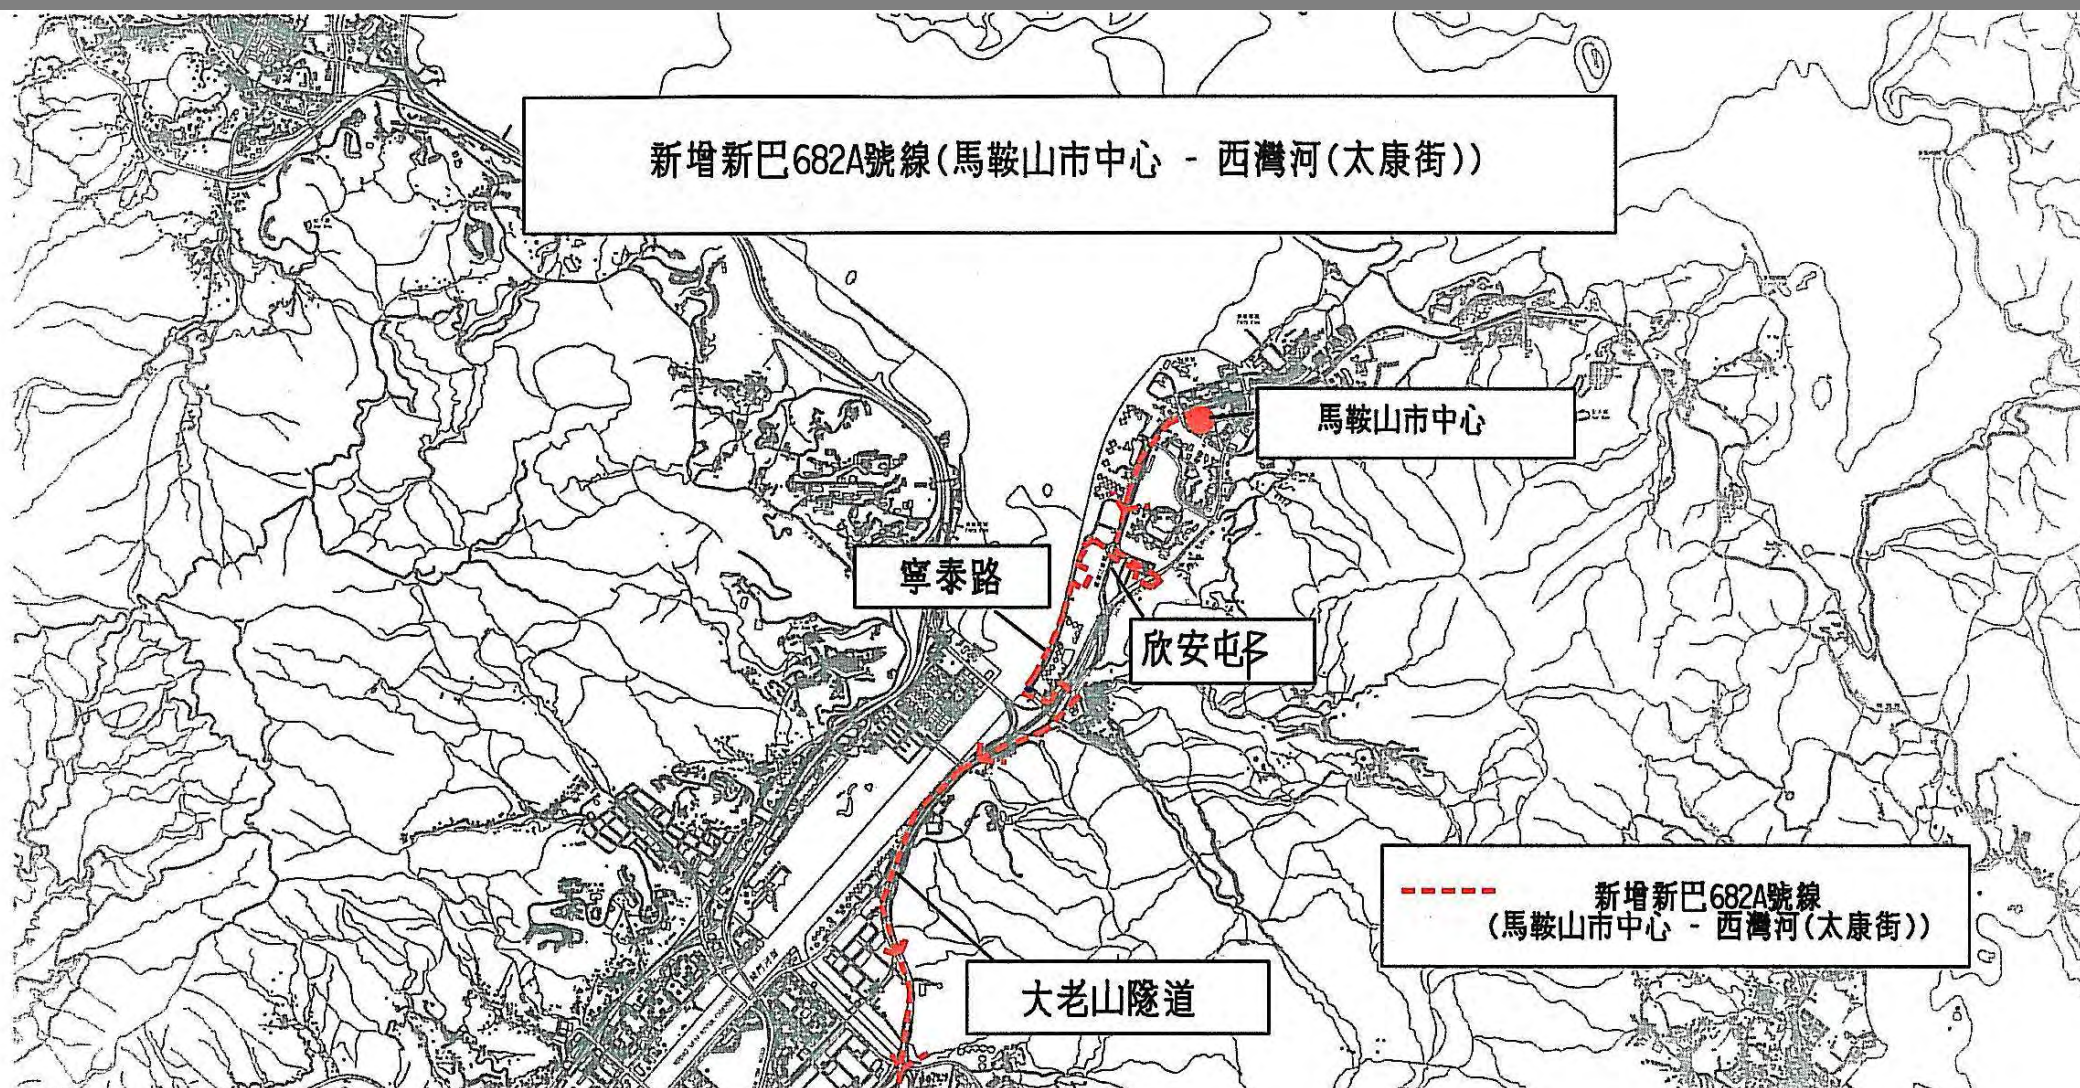 新增新巴682A號線(馬鞍山市中心 - 西灣河(太康街))
馬鞍山市中心
寧泰路
欣安邨
新增新巴682A號線
(馬鞍山市中心 - 西灣河(太康街))
大老山隧道